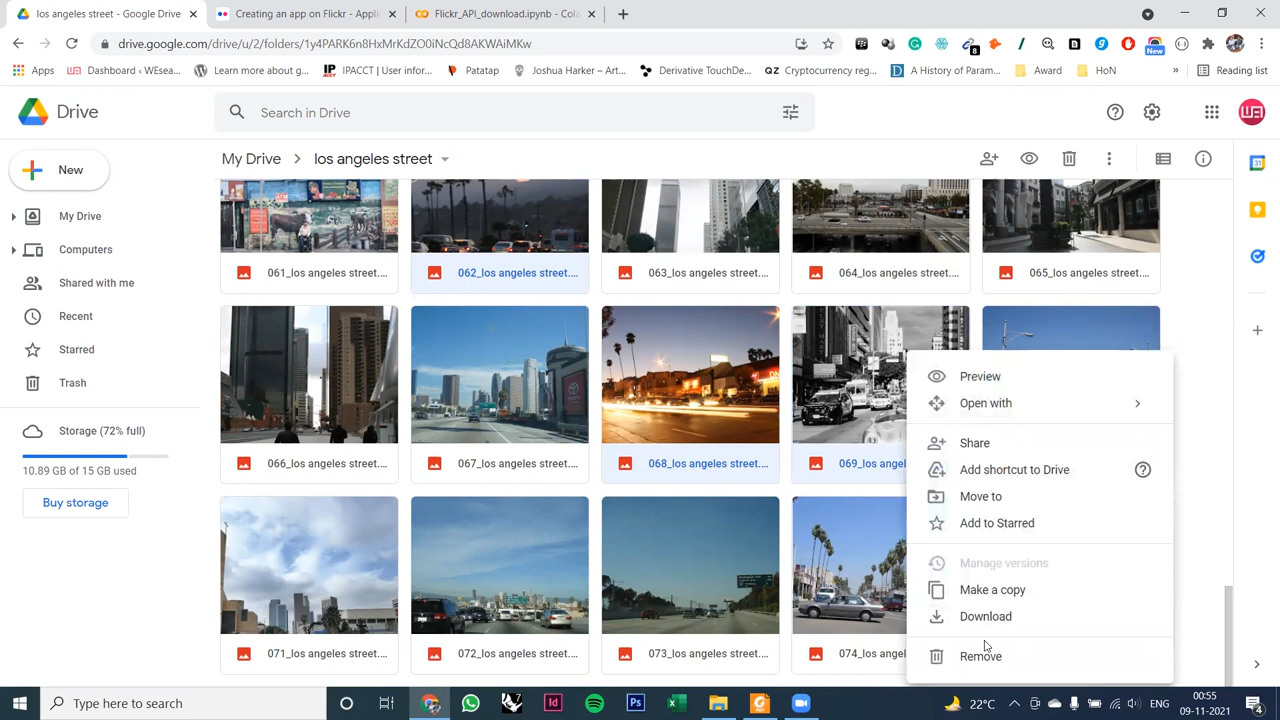 los angeles street - Google Drive
Creating an app on Flickr - Applic
Flickr_API_download.ipynb - Cola
drive.google.com/drive/u/2/folders/
8
New
Apps
Dashboard ‹ WEsea...
Learn more about g...
IP
IPACCT | User infor...
Patatap
Joshua Harker – Art...
Derivative TouchDe...
QZ
Cryptocurrency reg...
A History of Param...
Award
HoN
»
Reading list
Drive
Search in Drive
New
My Drive
los angeles street
My Drive
Computers
Shared with me
Recent
Starred
Trash
Storage (72% full)
10.89 GB of 15 GB used
Buy storage
061_los angeles street....
062_los angeles street....
063_los angeles street....
064_los angeles street....
065_los angeles street....
066_los angeles street....
067_los angeles street....
068_los angeles street....
069_los angel
071_los angeles street....
072_los angeles street....
073_los angeles street....
074_los angel
Preview
Open with
Share
Add shortcut to Drive
Move to
Add to Starred
Manage versions
Make a copy
Download
Remove
Type here to search
22°C
ENG
00:55
09-11-2021
4